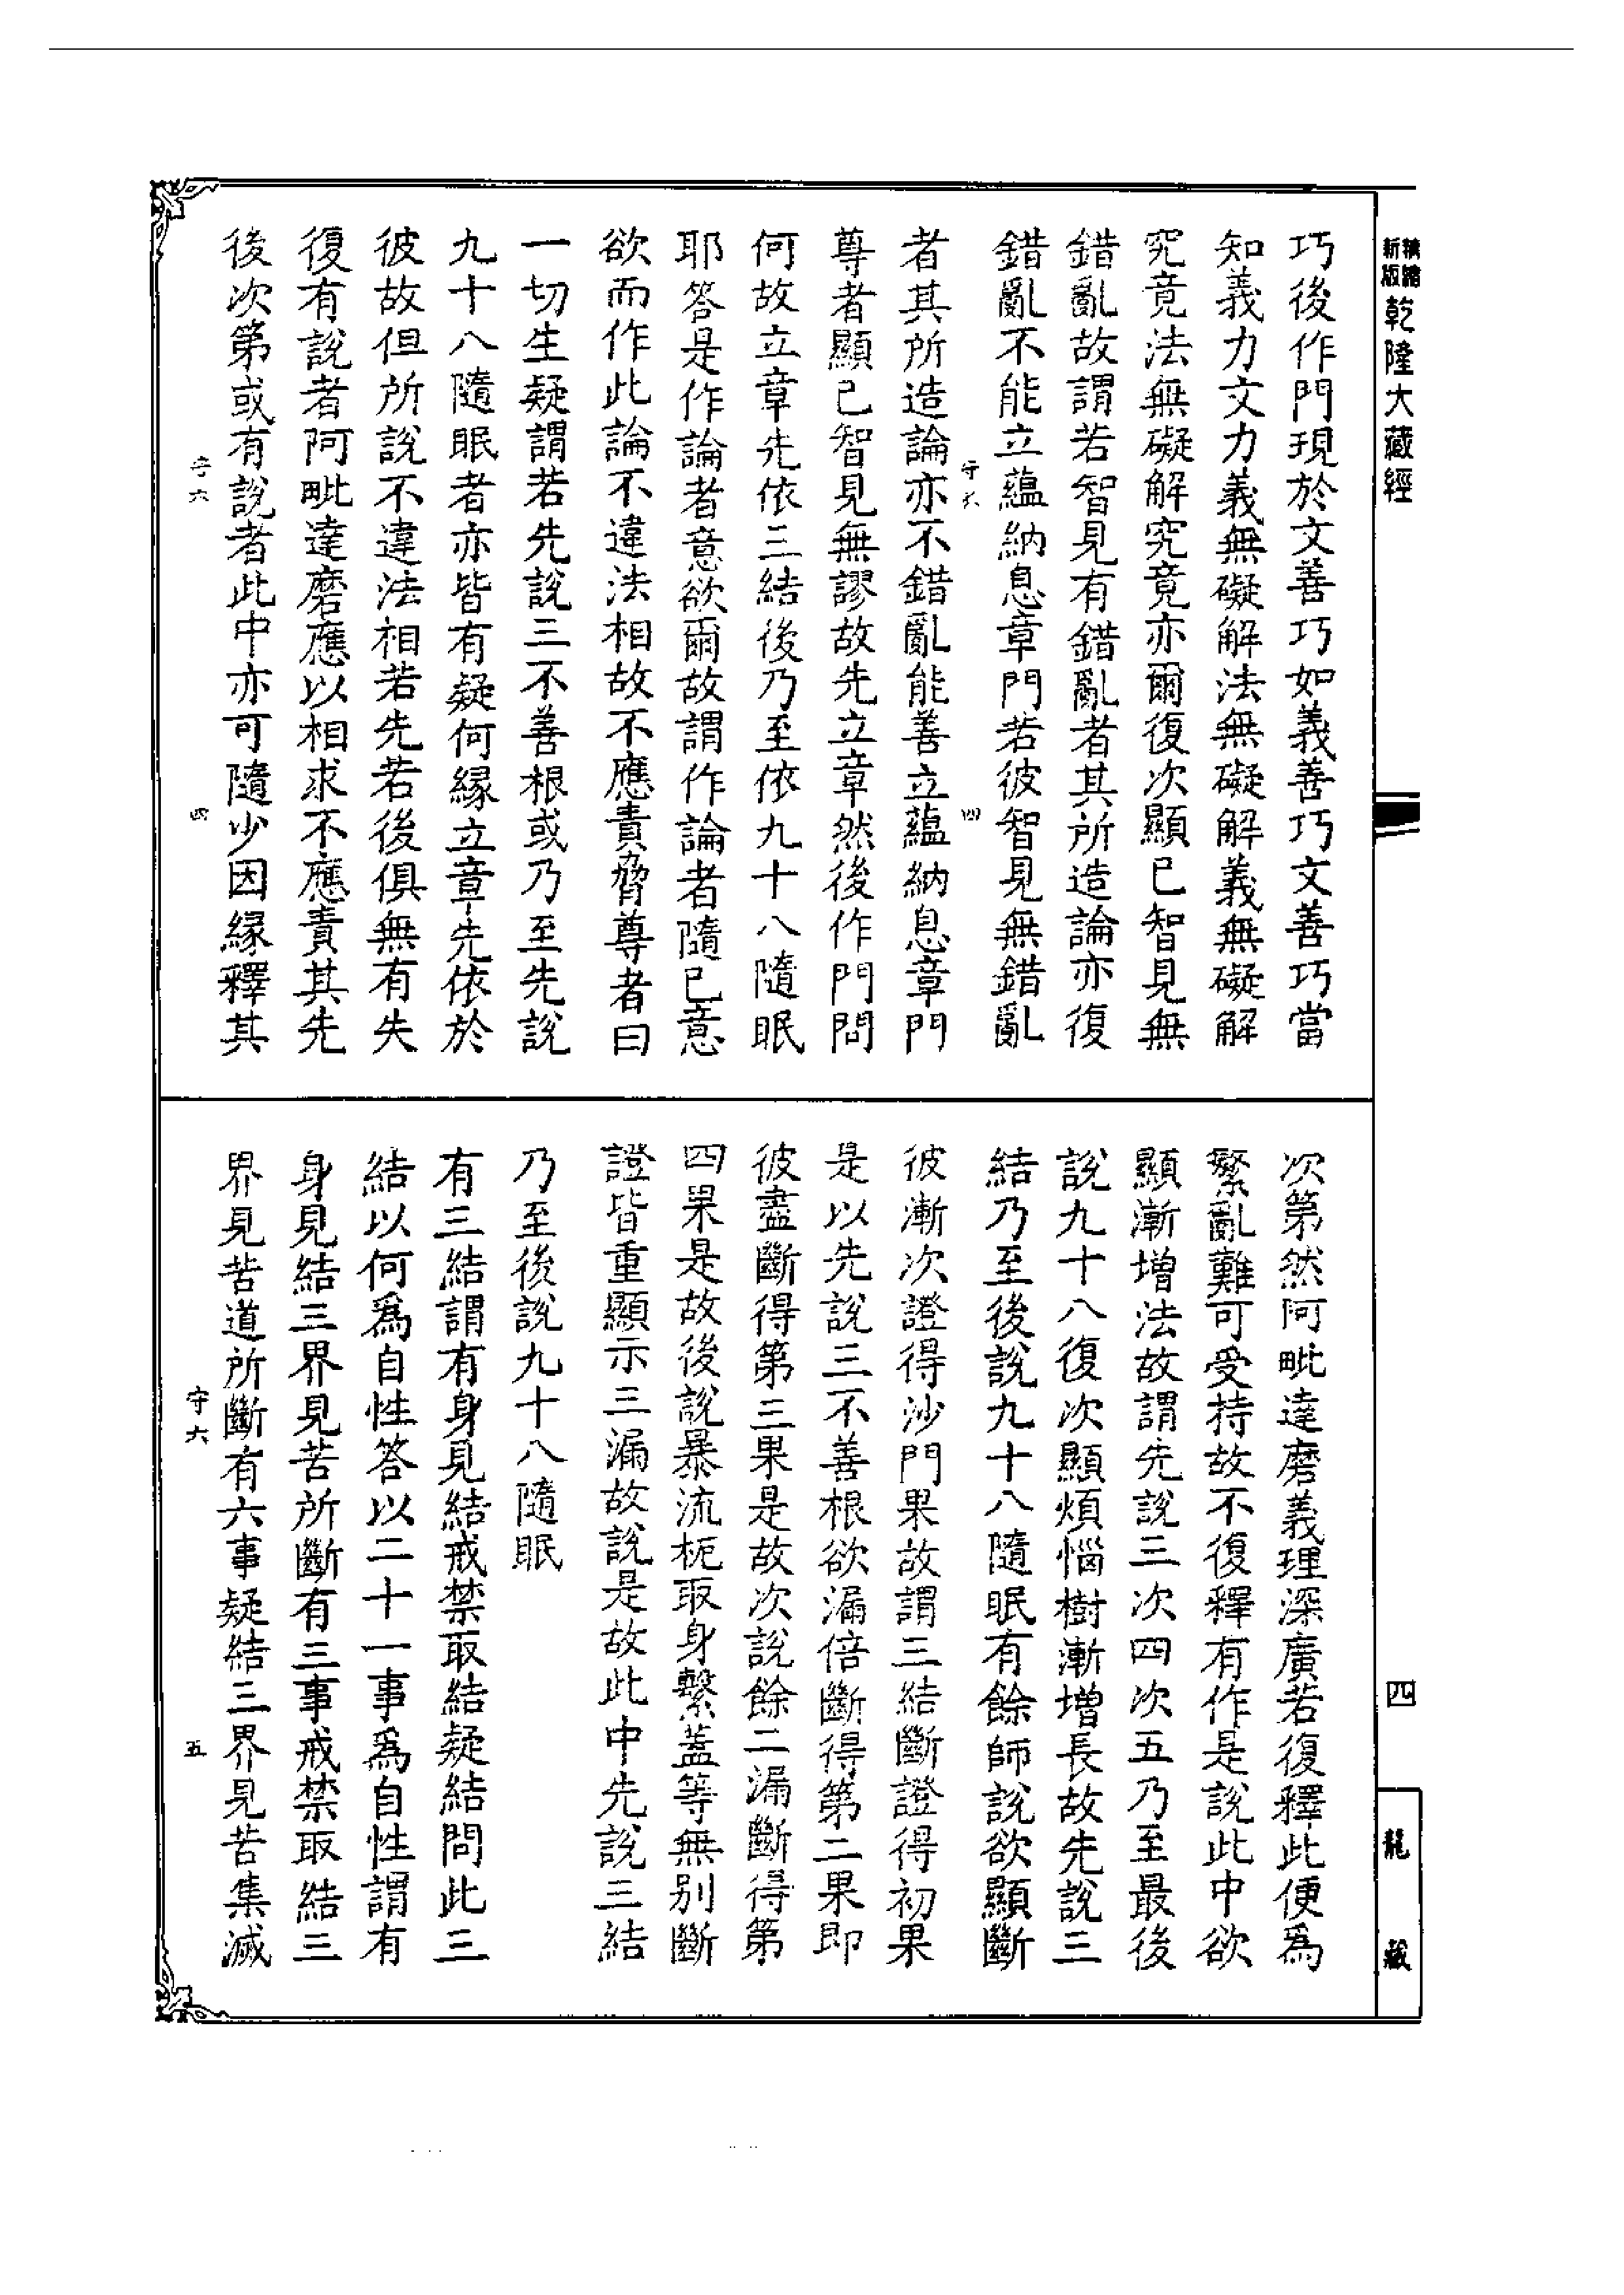 新版
精縮
乾隆大藏經
巧後作門現於文善巧如義善巧文善巧當
知義力文力義無礙解法無礙解義無礙解
究竟法無礙解究竟亦爾復次顯已智見無
錯亂故謂若智見有錯亂者其所造論亦復
錯亂不能立蘊納息章門若彼智見無錯亂
守六
四
者其所造論亦不錯亂能善立蘊納息章門
尊者顯已智見無謬故先立章然後作門問
何故立章先依三結後乃至依九十八隨眠
耶答是作論者意欲爾故謂作論者隨已意
欲而作此論不違法相故不應責脅尊者曰
一切生疑謂若先說三不善根或乃至先說
九十八隨眠者亦皆有疑何緣立章先依於
彼故但所說不違法相若先若後俱無有失
復有說者阿毗達磨應以相求不應責其先
後次第或有說者此中亦可隨少因緣釋其
守六
四
次第然阿毗達磨義理深廣若復釋此便為
繁亂難可受持故不復釋有作是說此中欲
顯漸增法故謂先說三次四次五乃至最後
說九十八復次顯煩惱樹漸增長故先說三
結乃至後說九十八隨眠有餘師說欲顯斷
彼漸次證得沙門果故謂三結斷證得初果
是以先說三不善根欲漏倍斷得第二果即
彼盡斷得第三果是故次說餘二漏斷得第
四果是故後說暴流柅取身繫蓋等無別斷
證皆重顯示三漏故說是故此中先說三結
乃至後說九十八隨眠
有三結謂有身見結戒禁取結疑結問此三
結以何為自性答以二十一事為自性謂有
身見結三界見苦所斷有三事戒禁取結三
界見苦道所斷有六事疑結三界見苦集滅
守六
五
四
龍藏